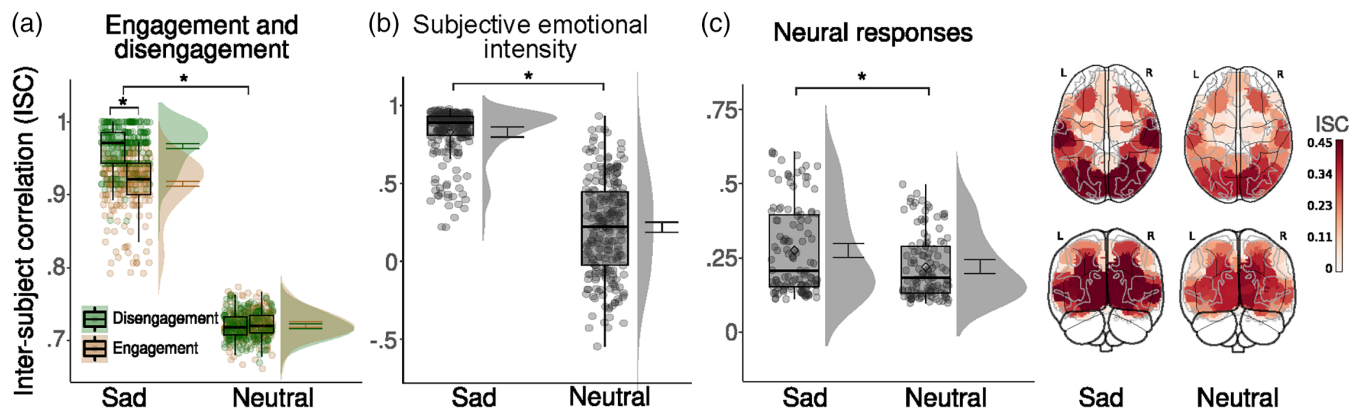 (a)
Engagement and
disengagement
Inter-subject correlation (ISC)
*
*
1
.9
.8
.7
Disengagement
Engagement
Sad Neutral
(b)
Subjective emotional
intensity
*
1
.5
0
-.5
Sad Neutral
(c)
Neural responses
*
.75
.5
.25
0
Sad Neutral
L R
L R
L R
L R
ISC
0.45
0.34
0.23
0.11
0
Sad Neutral